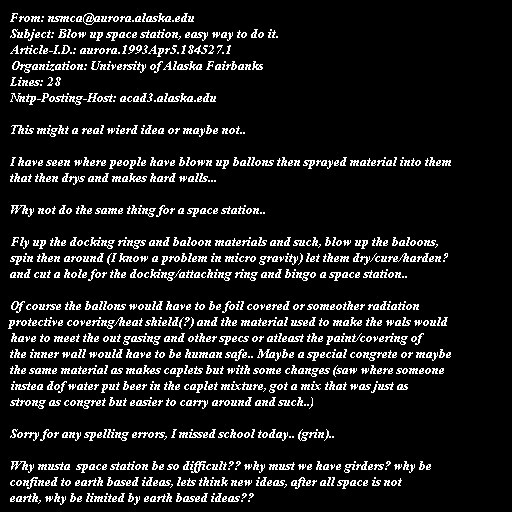 From: nsmca@aurora.alaska.edu
Subject: Blow up space station, easy way to do it.
Article-I.D.: aurora.1993Apr5.184527.1
Organization: University of Alaska Fairbanks
Lines: 28
Nntp-Posting-Host: acad3.alaska.edu

This might a real wierd idea or maybe not..

I have seen where people have blown up ballons then sprayed material into them
that then drys and makes hard walls...

Why not do the same thing for a space station..

Fly up the docking rings and baloon materials and such, blow up the baloons,
spin then around (I know a problem in micro gravity) let them dry/cure/harden?
and cut a hole for the docking/attaching ring and bingo a space station..

Of course the ballons would have to be foil covered or someother radiation
protective covering/heat shield(?) and the material used to make the wals would
have to meet the out gasing and other specs or atleast the paint/covering of
the inner wall would have to be human safe.. Maybe a special congrete or maybe
the same material as makes caplets but with some changes (saw where someone
instea dof water put beer in the caplet mixture, got a mix that was just as
strong as congret but easier to carry around and such..)

Sorry for any spelling errors, I missed school today.. (grin)..

Why musta space station be so difficult?? why must we have girders? why be
confined to earth based ideas, lets think new ideas, after all space is not
earth, why be limited by earth based ideas??